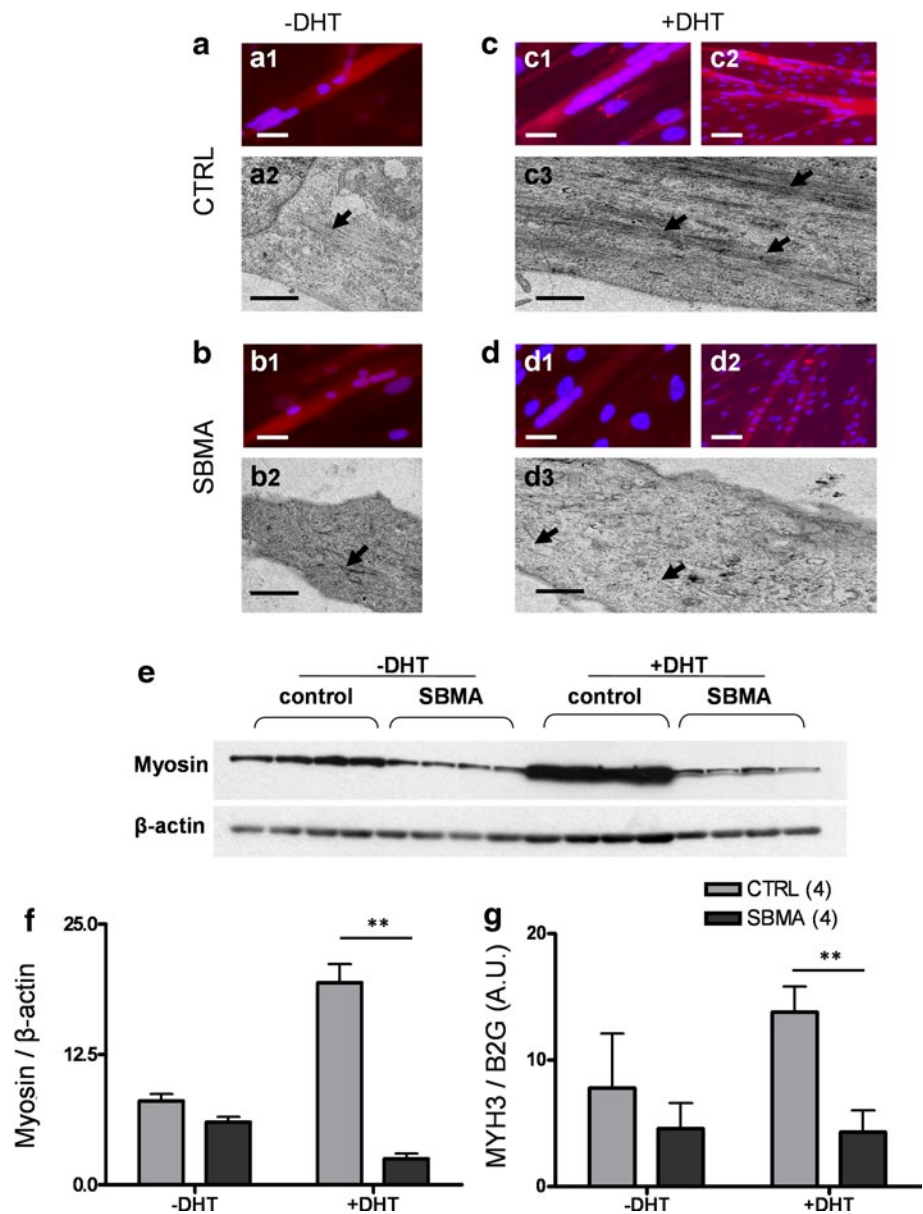 -DHT
+DHT
a
a1
c
c1
c2
CTRL
a2
c3
b
b1
d
d1
d2
SBMA
b2
d3
e
-DHT
+DHT
control
SBMA
control
SBMA
Myosin
β-actin
CTRL (4)
SBMA (4)
f
25.0
**
12.5
0.0
Myosin / β-actin
-DHT
+DHT
g
20
**
10
0
MYH3 / B2G (A.U.)
-DHT
+DHT